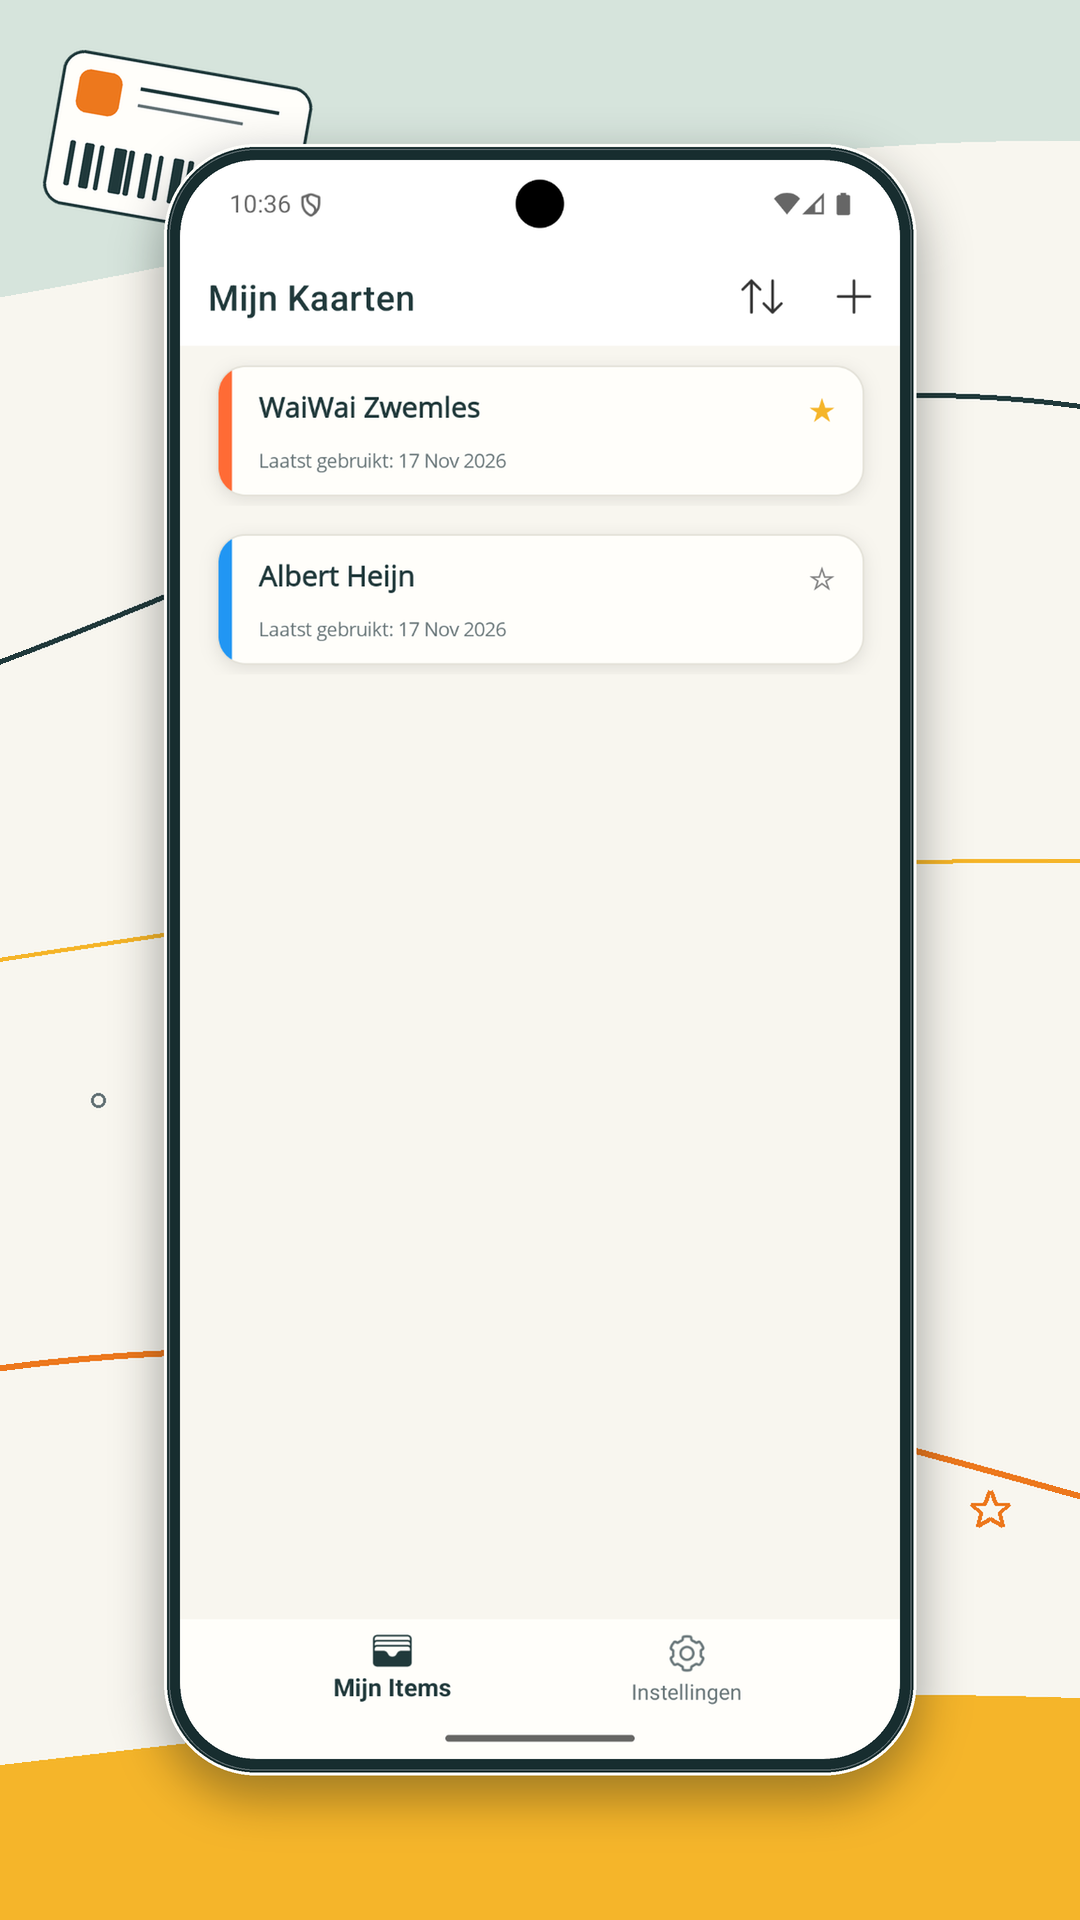 10:36
Mijn Kaarten
WaiWai Zwemles
Laatst gebruikt: 17 Nov 2026
Albert Heijn
Laatst gebruikt: 17 Nov 2026
Mijn Items
Instellingen